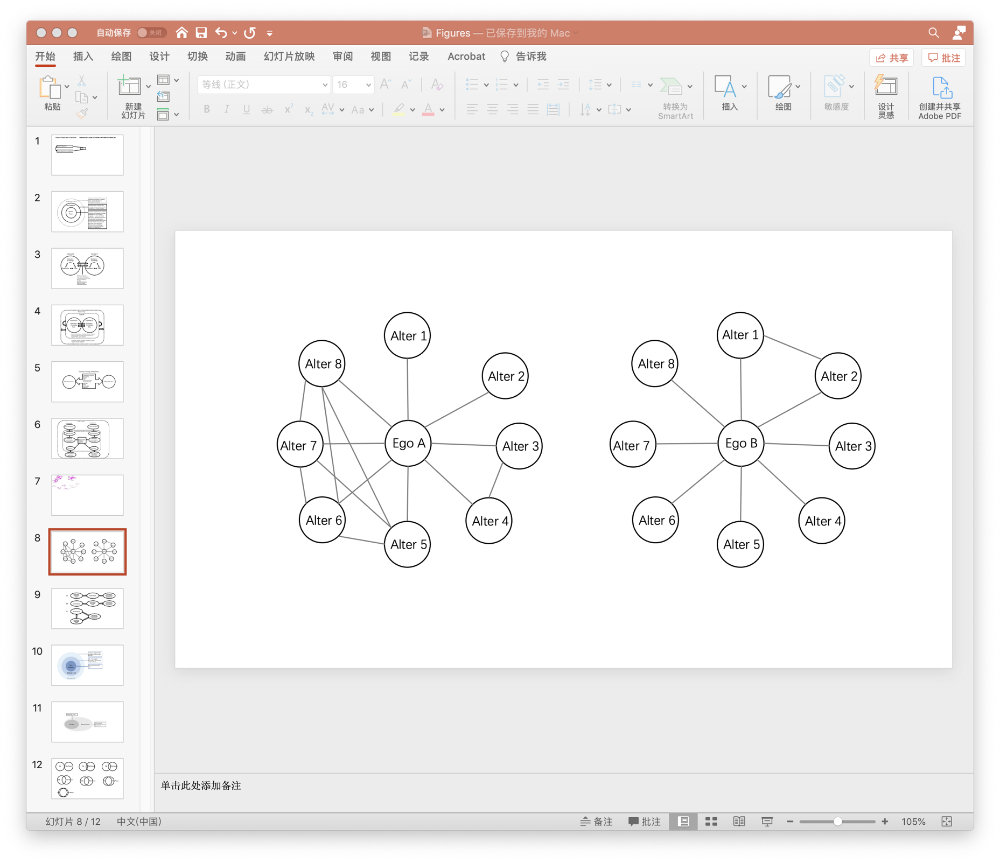 自动保存 关闭
Figures — 已保存到我的 Mac
开始 插入 绘图 设计 切换 动画 幻灯片放映 审阅 视图 记录 Acrobat 告诉我
共享 批注
等线 (正文) 16
粘贴
新建
幻灯片
B I U ab x² x₂ AV Aa A
转换为
SmartArt
插入
绘图
敏感度
设计
灵感
创建并共享
Adobe PDF
1
2
3
4
5
6
7
8
9
10
11
12
Alter 1
Alter 8
Alter 2
Alter 7
Ego A
Alter 3
Alter 6
Alter 4
Alter 5
Alter 1
Alter 8
Alter 2
Alter 7
Ego B
Alter 3
Alter 6
Alter 4
Alter 5
单击此处添加备注
幻灯片 8 / 12 中文(中国)
备注 批注 105%